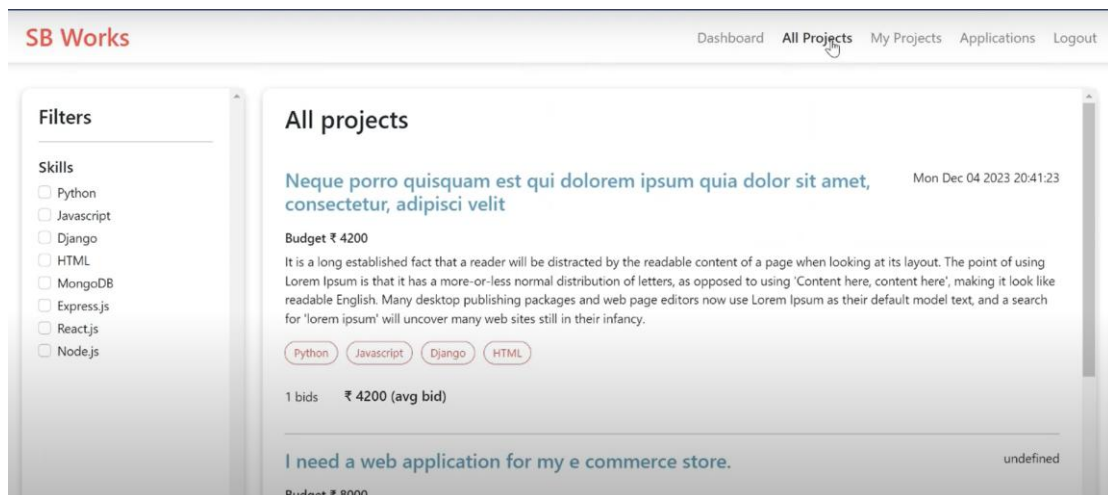 SB Works
Dashboard All Projects My Projects Applications Logout
Filters
Skills
Python
Javascript
Django
HTML
MongoDB
Express.js
React.js
Node.js
All projects
Neque porro quisquam est qui dolorem ipsum quia dolor sit amet,
consectetur, adipisci velit
Mon Dec 04 2023 20:41:23
Budget ₹ 4200
It is a long established fact that a reader will be distracted by the readable content of a page when looking at its layout. The point of using
Lorem Ipsum is that it has a more-or-less normal distribution of letters, as opposed to using 'Content here, content here', making it look like
readable English. Many desktop publishing packages and web page editors now use Lorem Ipsum as their default model text, and a search
for 'lorem ipsum' will uncover many web sites still in their infancy.
Python Javascript Django HTML
1 bids ₹ 4200 (avg bid)
I need a web application for my e commerce store.
undefined
Budget ₹ 8000